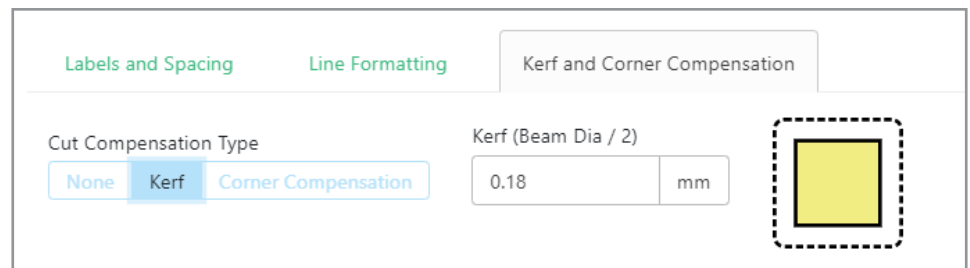 Labels and Spacing Line Formatting Kerf and Corner Compensation
Cut Compensation Type
None Kerf Corner Compensation
Kerf (Beam Dia / 2)
0.18 mm